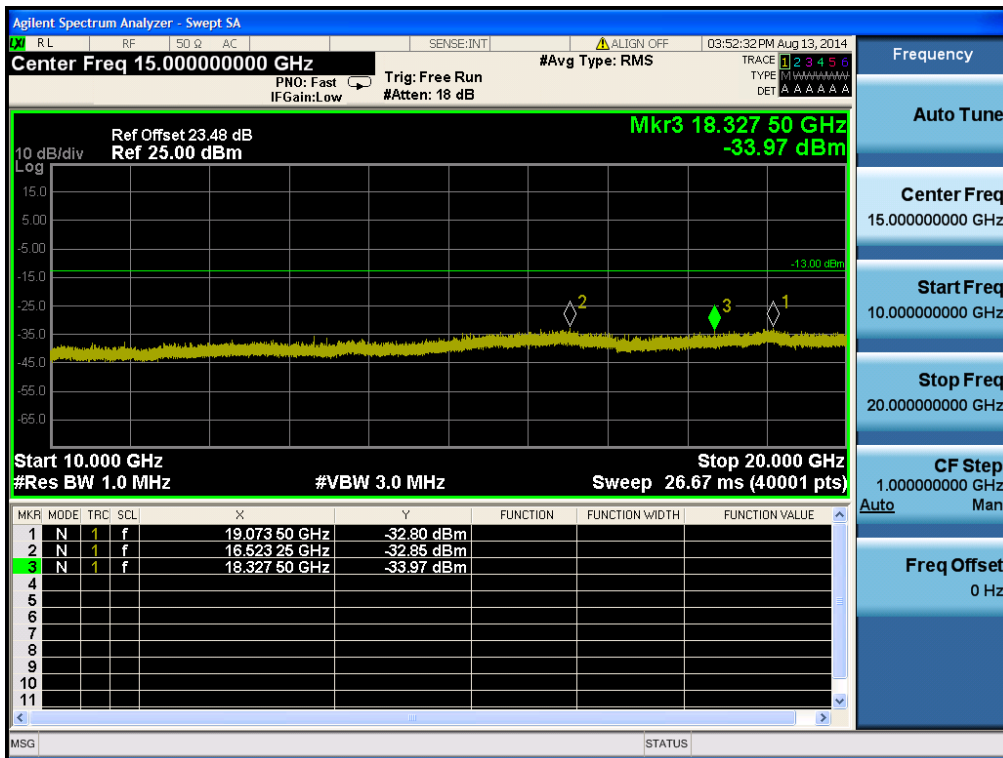 Agilent Spectrum Analyzer - Swept SA
LXI RL RF 50 Ω AC SENSE:INT ALIGN OFF 03:52:32 PM Aug 13, 2014
Center Freq 15.000000000 GHz
PNO: Fast
IFGain:Low
Trig: Free Run
#Atten: 18 dB
#Avg Type: RMS
TRACE 1 2 3 4 5 6
TYPE M WWWWW
DET A A A A A A
Mkr3 18.327 50 GHz
-33.97 dBm
Ref Offset 23.48 dB
10 dB/div Ref 25.00 dBm
Log
15.0
5.00
-5.00
-13.00 dBm
-15.0
-25.0
2
3
1
-35.0
-45.0
-55.0
-65.0
Start 10.000 GHz Stop 20.000 GHz
#Res BW 1.0 MHz #VBW 3.0 MHz Sweep 26.67 ms (40001 pts)
MKR MODE TRC SCL X Y FUNCTION FUNCTION WIDTH FUNCTION VALUE
1 N 1 f 19.073 50 GHz -32.80 dBm
2 N 1 f 16.523 25 GHz -32.85 dBm
3 N 1 f 18.327 50 GHz -33.97 dBm
4
5
6
7
8
9
10
11
MSG STATUS
Frequency
Auto Tune
Center Freq
15.000000000 GHz
Start Freq
10.000000000 GHz
Stop Freq
20.000000000 GHz
CF Step
1.000000000 GHz
Auto Man
Freq Offset
0 Hz